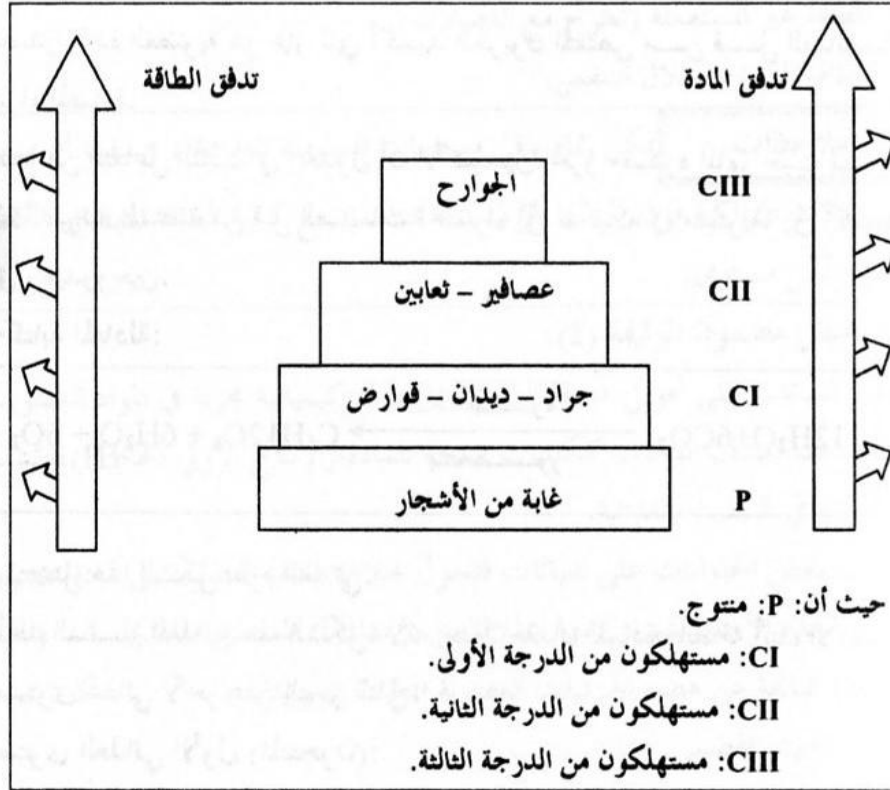 تدفق المادة
تدفق الطاقة
الجوارح
CIII
عصافير – ثعابين
CII
جراد – ديدان – قوارض
CI
غابة من الأشجار
P
حيث أن: P: منتوج.
CI: مستهلكون من الدرجة الأولى.
CII: مستهلكون من الدرجة الثانية.
CIII: مستهلكون من الدرجة الثالثة.